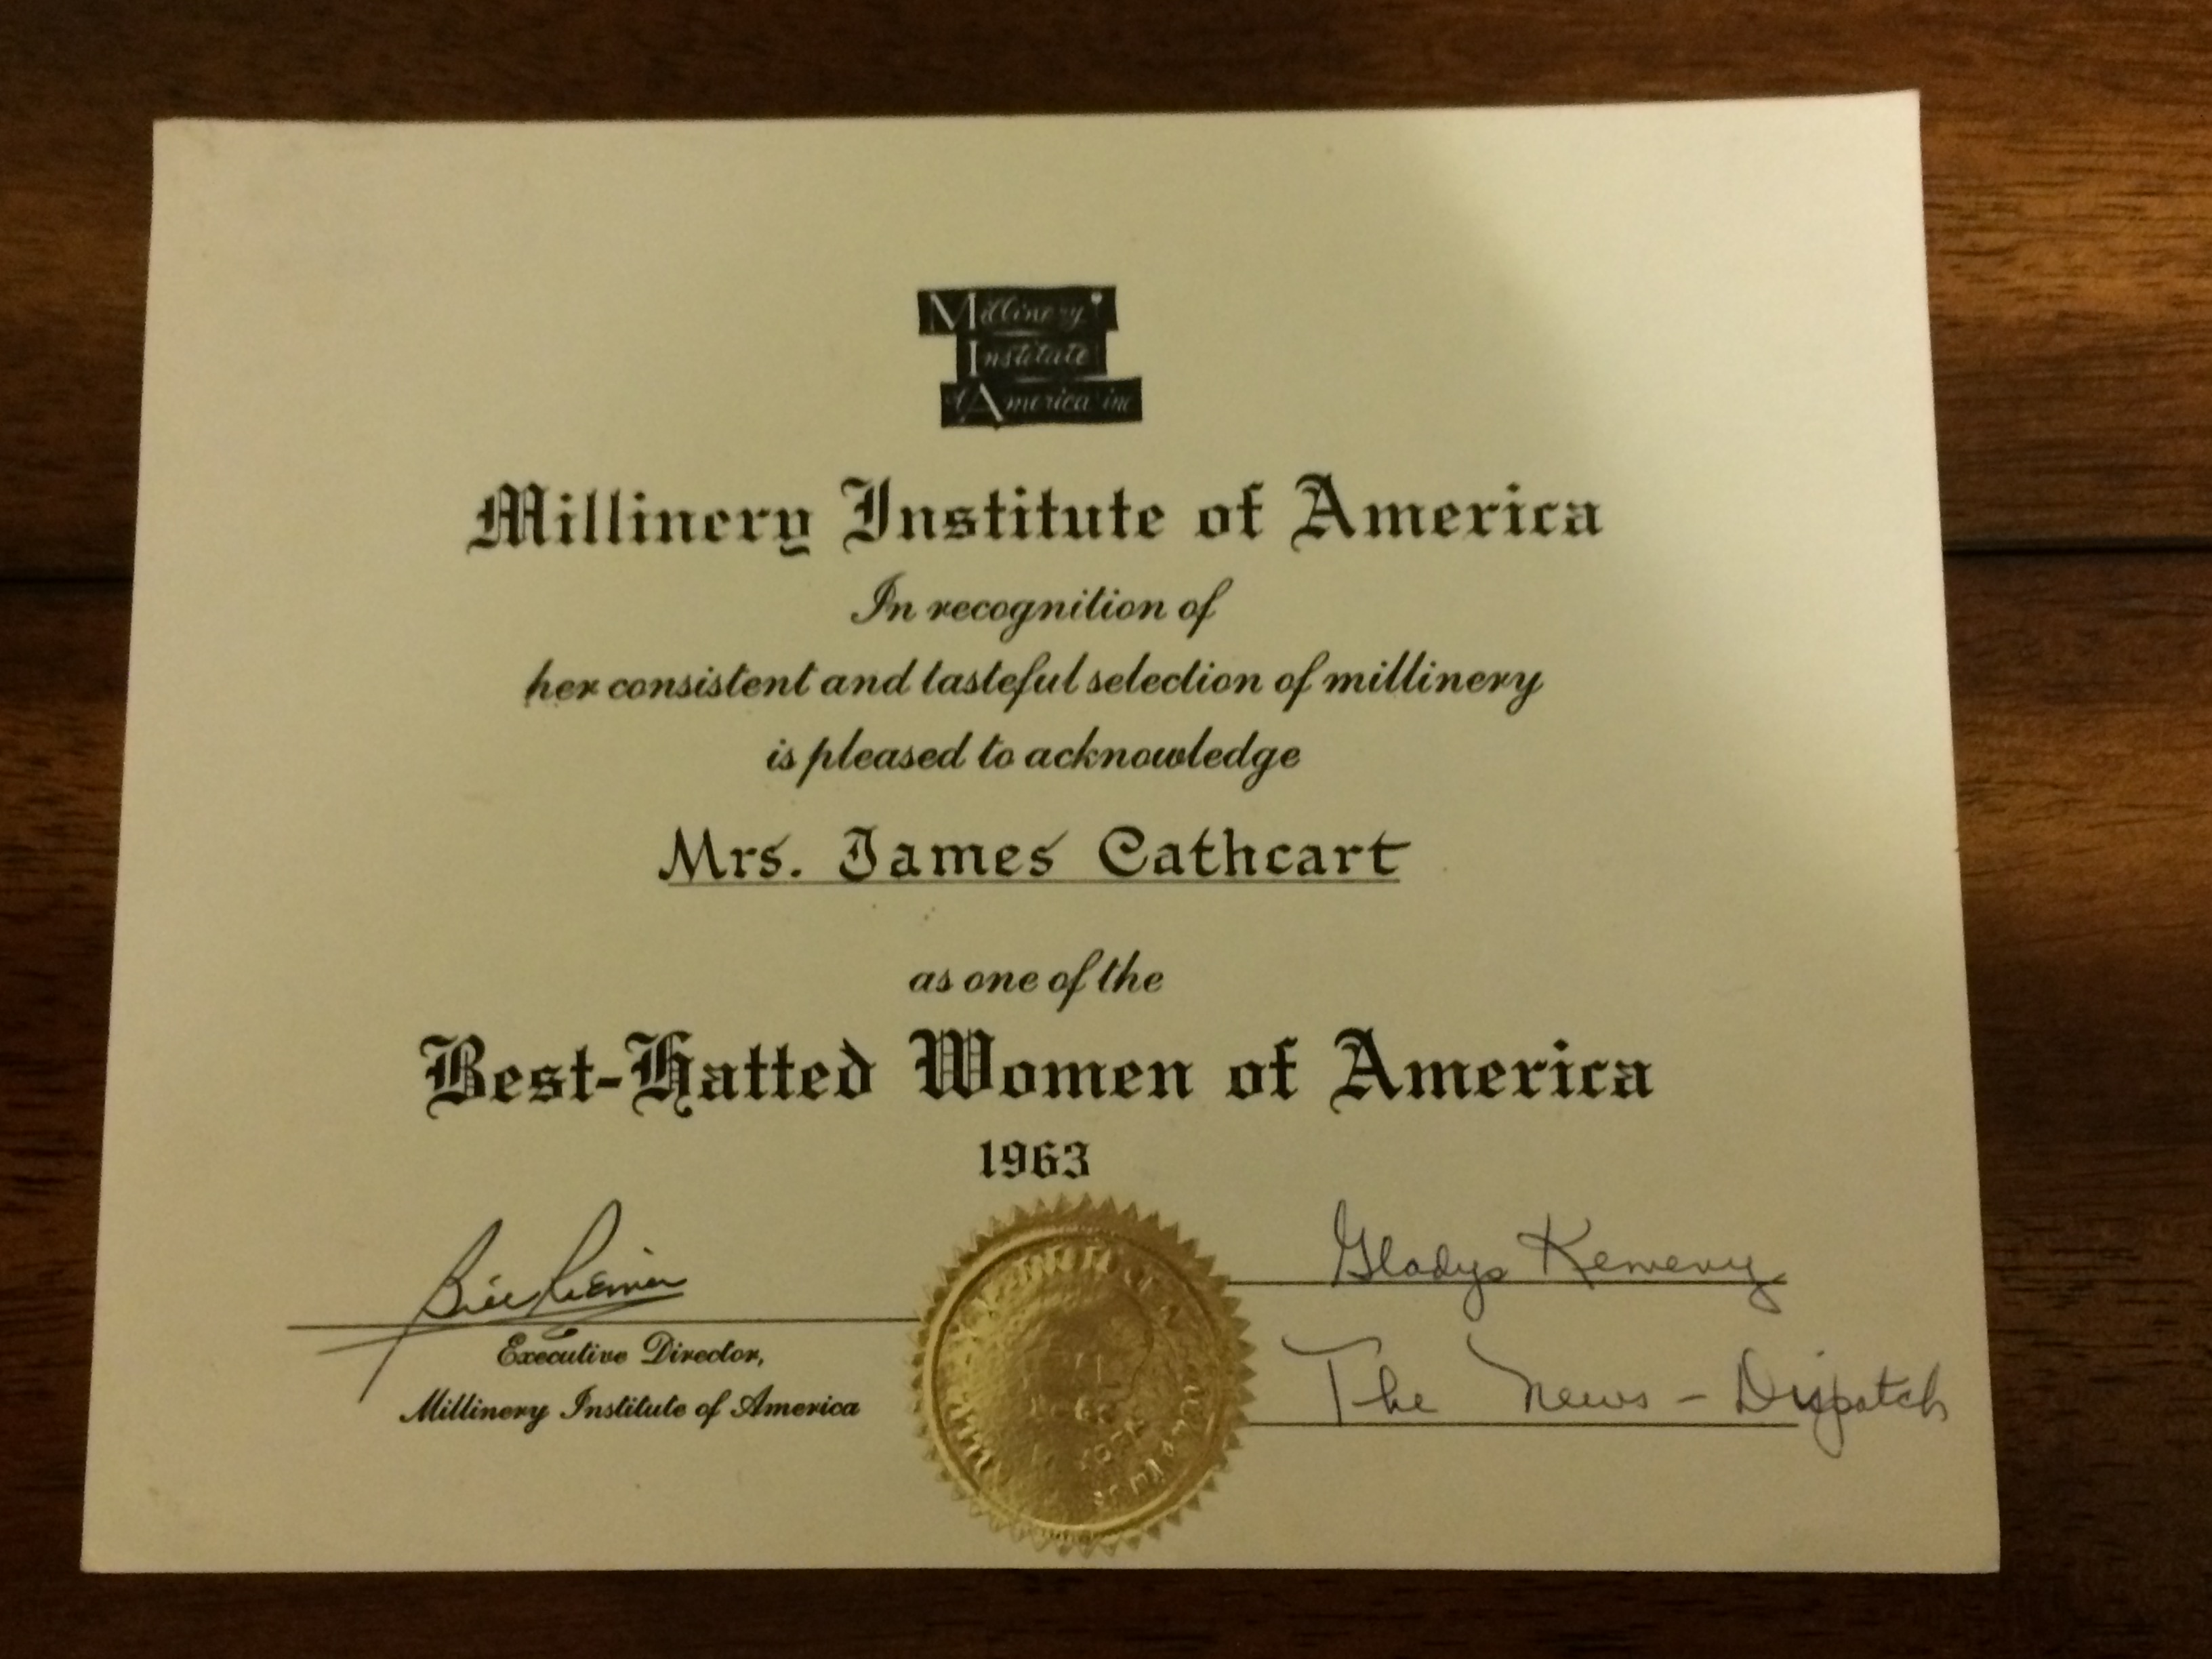 Millinery
Institute
of America inc
Millinery Institute of America
In recognition of
her consistent and tasteful selection of millinery
is pleased to acknowledge
Mrs. James Cathcart
as one of the
Best-Hatted Women of America
1963
Bill
Executive Director,
Millinery Institute of America
Gladys Kemeny
The News-Dispatch